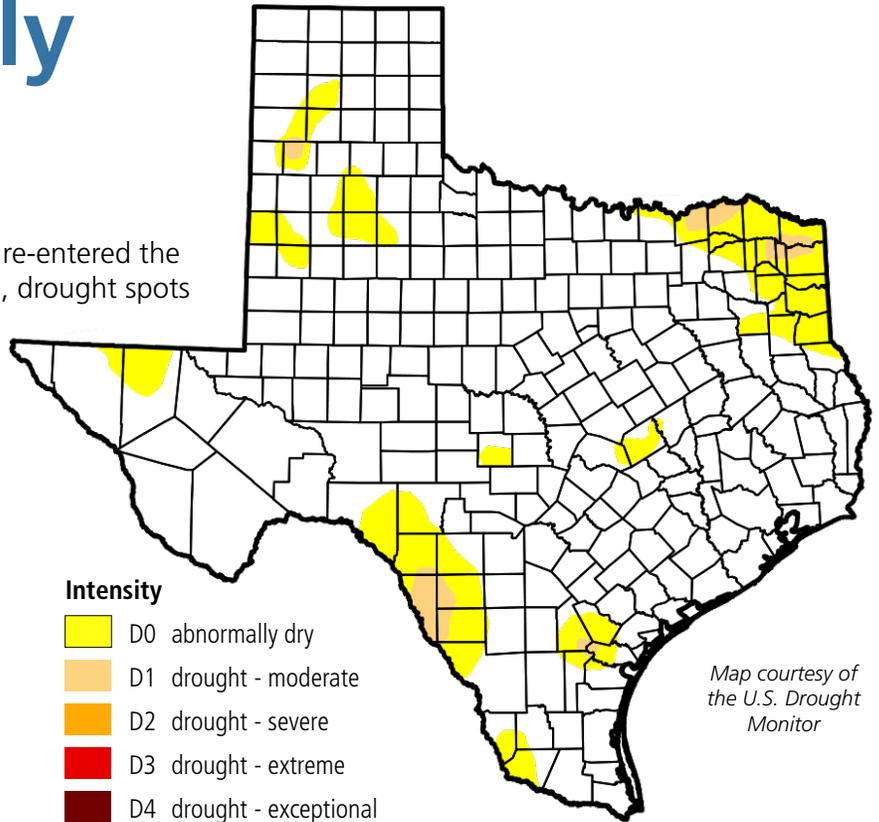 ly
re-entered the
, drought spots
Intensity
D0 abnormally dry
D1 drought - moderate
D2 drought - severe
D3 drought - extreme
D4 drought - exceptional
Map courtesy of
the U.S. Drought
Monitor